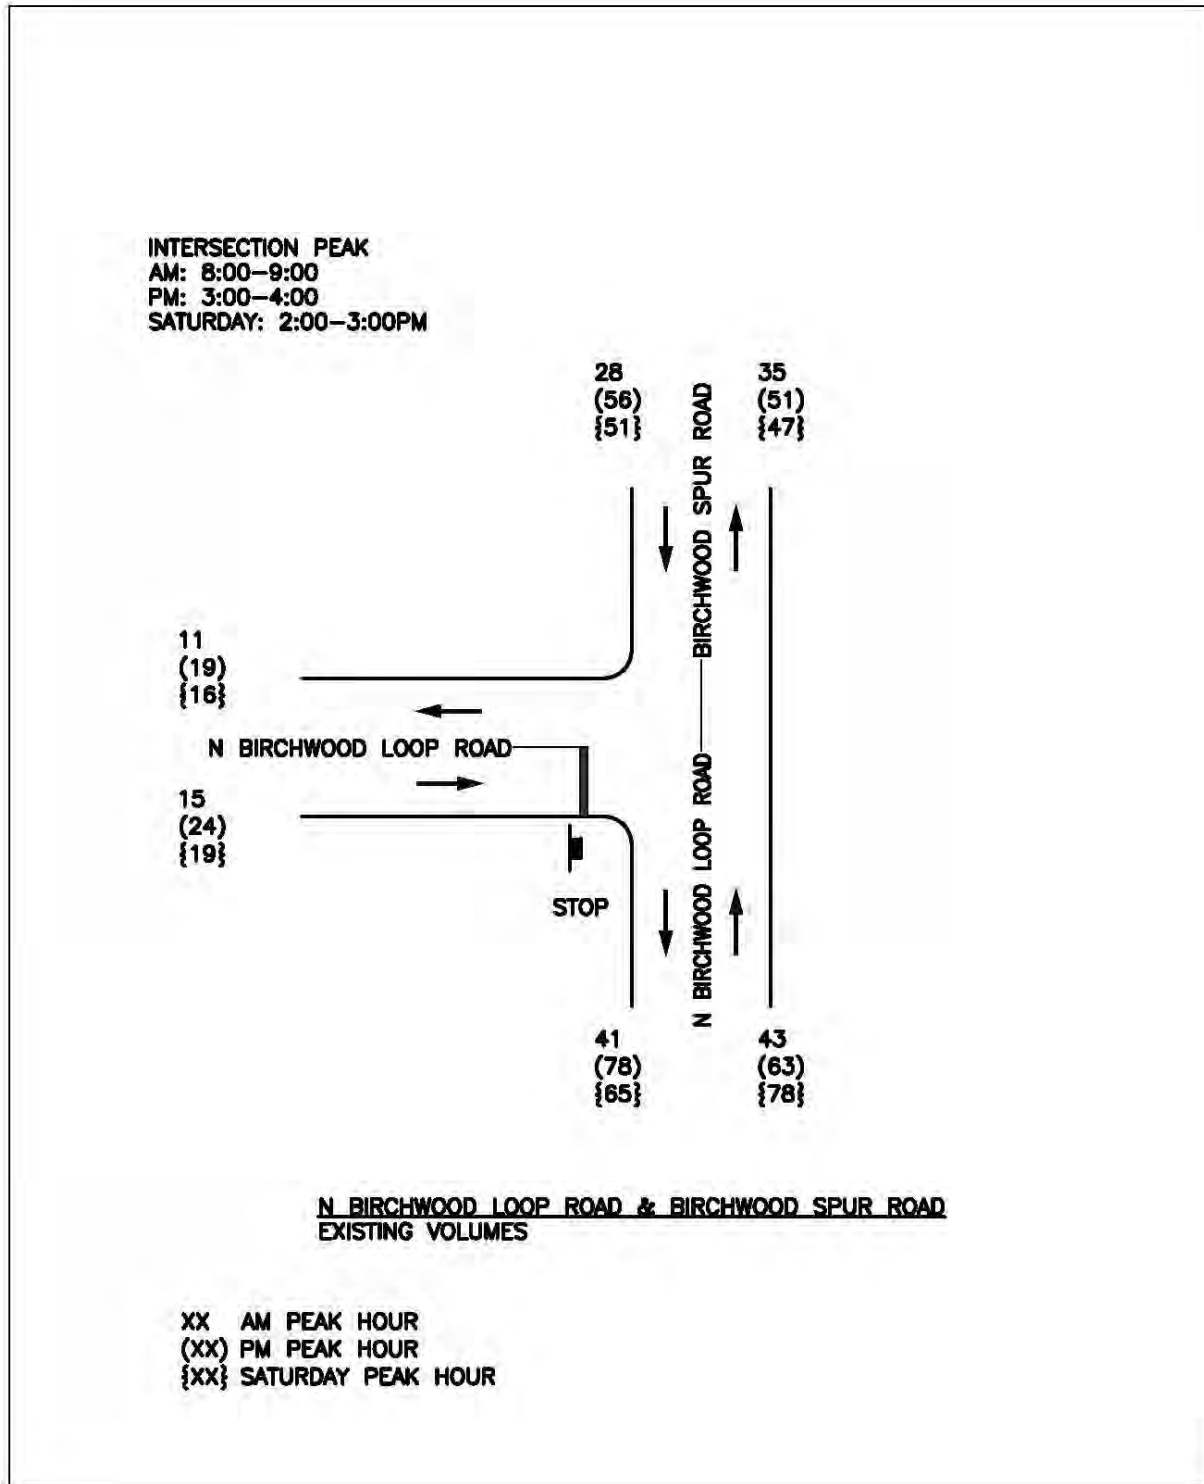 INTERSECTION PEAK
AM: 8:00-9:00
PM: 3:00-4:00
SATURDAY: 2:00-3:00PM
28
(56)
{51}
35
(51)
{47}
BIRCHWOOD SPUR ROAD
11
(19)
{16}
N BIRCHWOOD LOOP ROAD
15
(24)
{19}
STOP
N BIRCHWOOD LOOP ROAD
41
(78)
{65}
43
(63)
{78}
N BIRCHWOOD LOOP ROAD & BIRCHWOOD SPUR ROAD
EXISTING VOLUMES
XX AM PEAK HOUR
(XX) PM PEAK HOUR
{XX} SATURDAY PEAK HOUR